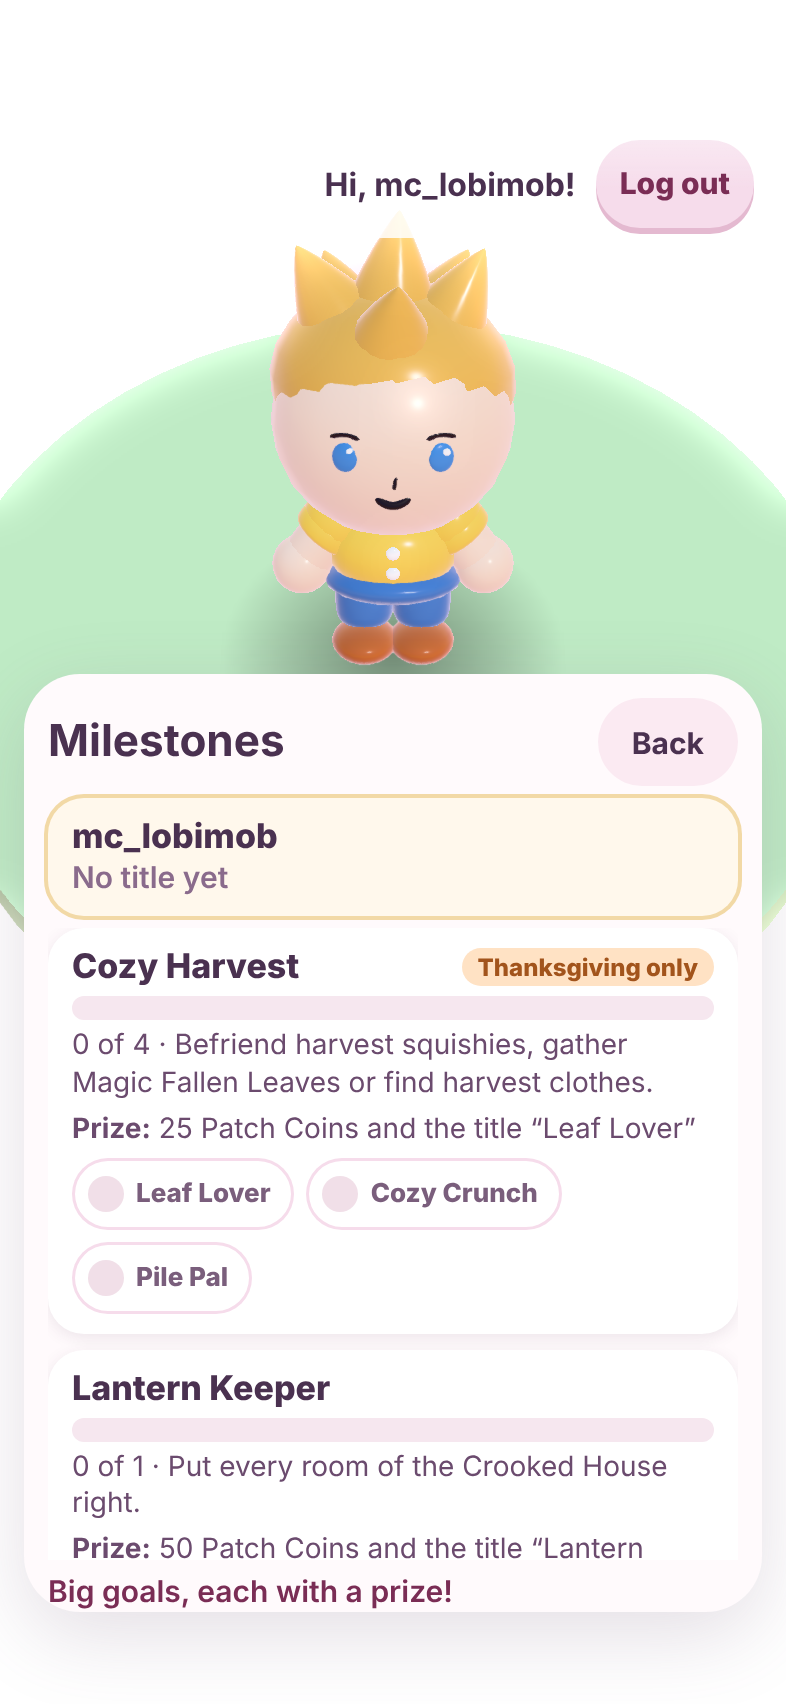 Hi, mc_lobimob!
Log out
Milestones
Back
mc_lobimob
No title yet
Cozy Harvest
Thanksgiving only
0 of 4 · Befriend harvest squishies, gather
Magic Fallen Leaves or find harvest clothes.
Prize: 25 Patch Coins and the title “Leaf Lover”
Leaf Lover
Cozy Crunch
Pile Pal
Lantern Keeper
0 of 1 · Put every room of the Crooked House
right.
Prize: 50 Patch Coins and the title “Lantern
Big goals, each with a prize!